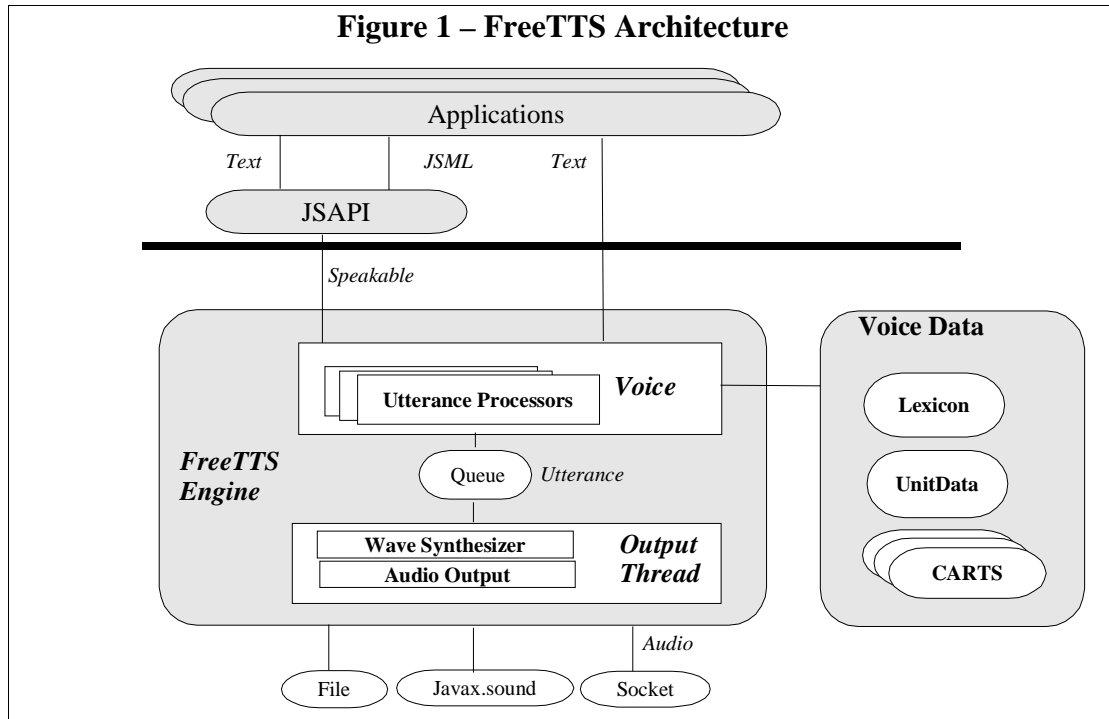 Figure 1 – FreeTTS Architecture
Applications
Text
JSML
Text
JSAPI
Speakable
Voice Data
Voice
Utterance Processors
Lexicon
FreeTTS
Engine
Queue
Utterance
UnitData
Wave Synthesizer
Audio Output
Output
Thread
CARTS
Audio
File
Javax.sound
Socket